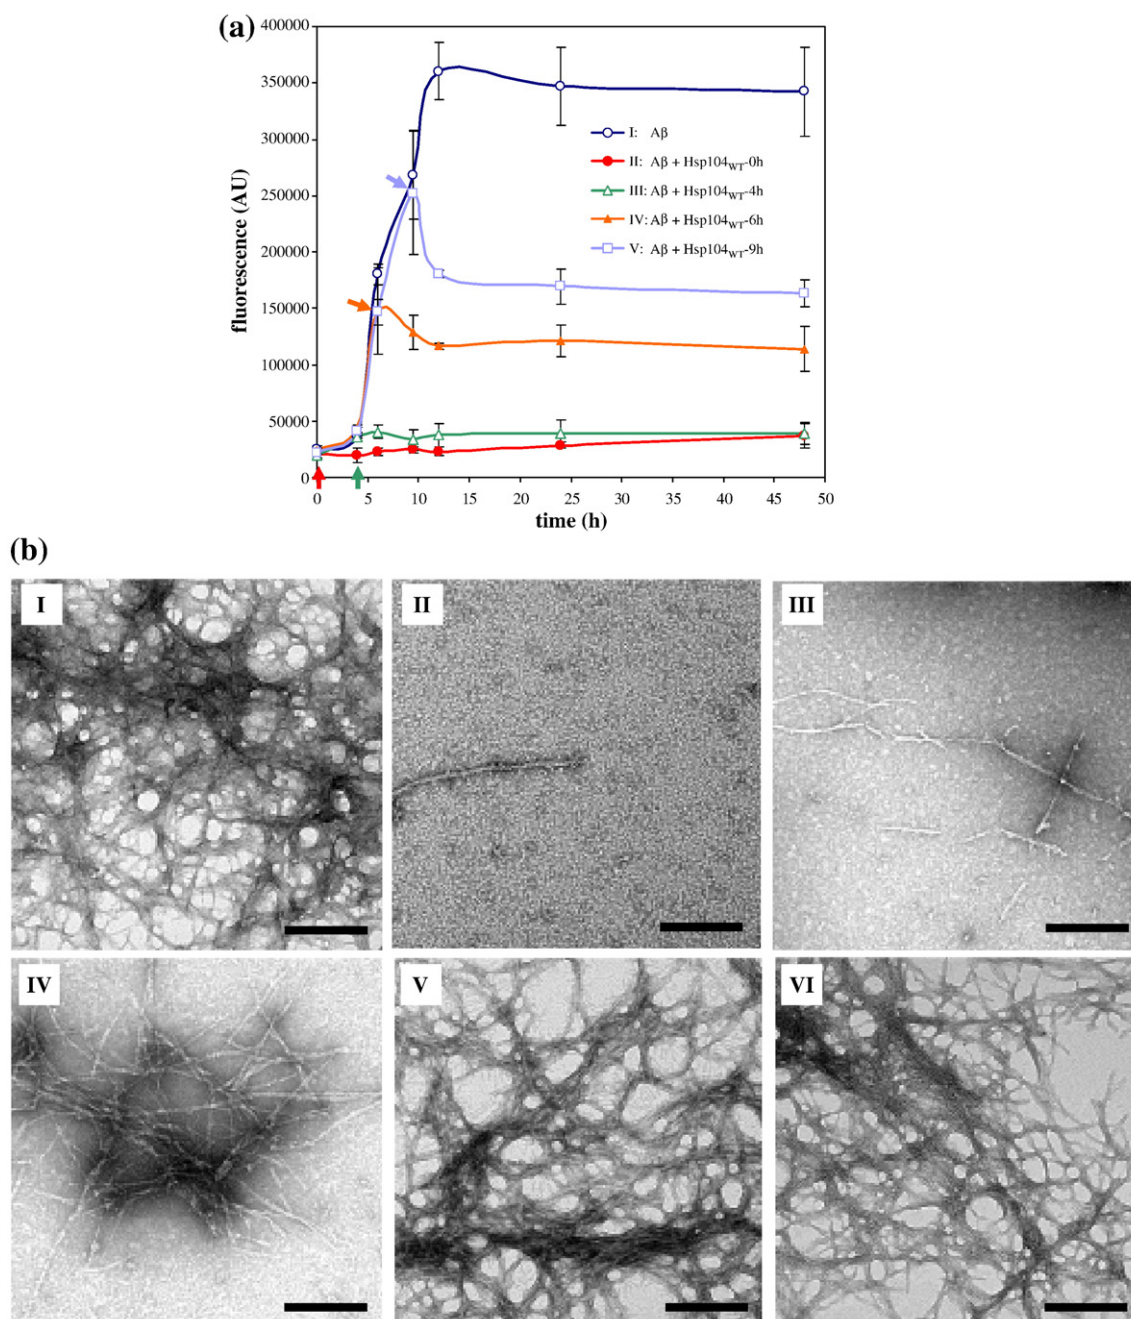 (a)
400000
350000
300000
250000
200000
150000
100000
50000
0
fluorescence (AU)
I: Aβ
II: Aβ + Hsp104WT-0h
III: Aβ + Hsp104WT-4h
IV: Aβ + Hsp104WT-6h
V: Aβ + Hsp104WT-9h
0 5 10 15 20 25 30 35 40 45 50
time (h)
(b)
I II III
IV V VI